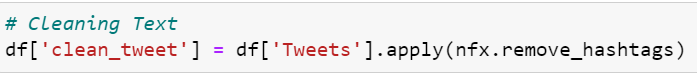 # Cleaning Text
df['clean_tweet'] = df['Tweets'].apply(nfx.remove_hashtags)